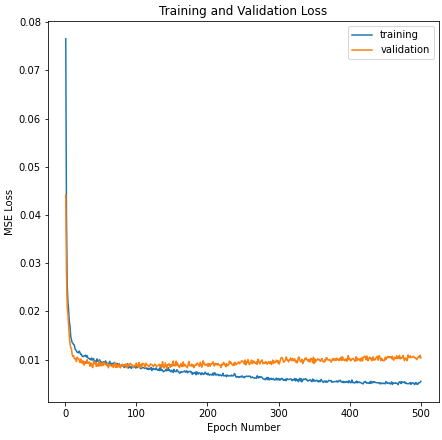 Training and Validation Loss
training
validation
MSE Loss
0.08
0.07
0.06
0.05
0.04
0.03
0.02
0.01
0
100
200
300
400
500
Epoch Number